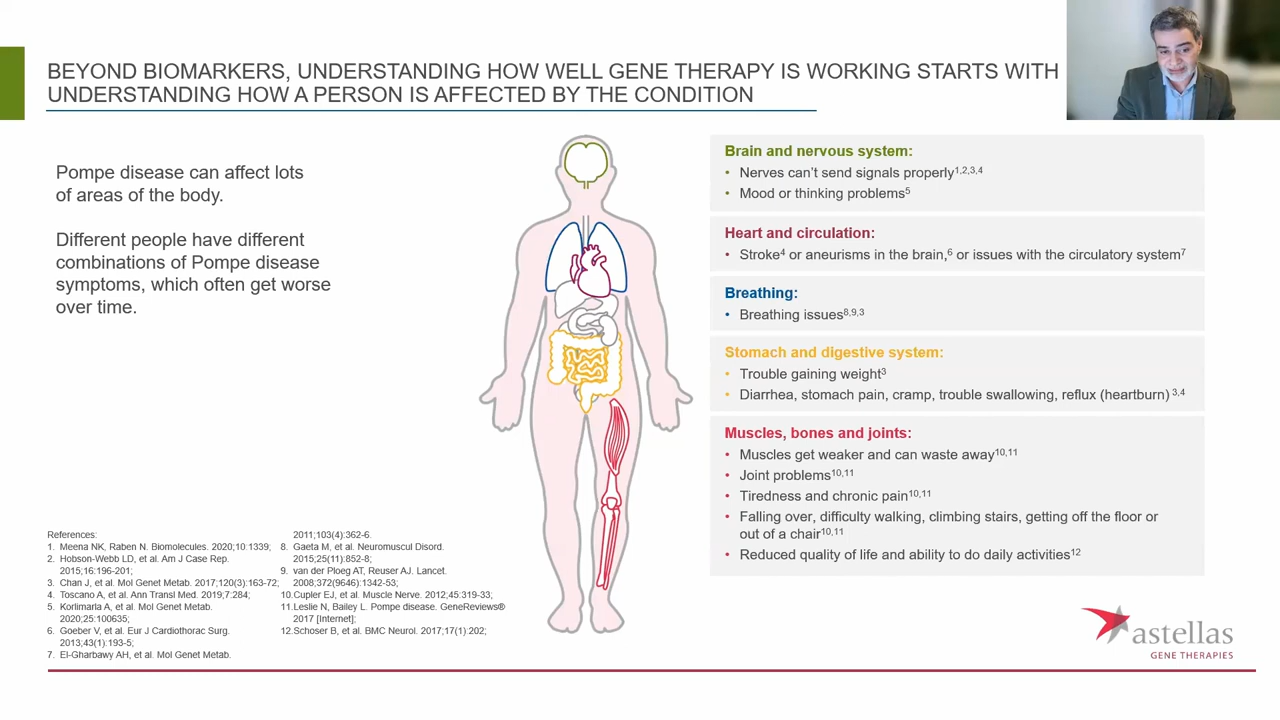 BEYOND BIOMARKERS, UNDERSTANDING HOW WELL GENE THERAPY IS WORKING STARTS WITH
UNDERSTANDING HOW A PERSON IS AFFECTED BY THE CONDITION
Pompe disease can affect lots
of areas of the body.
Different people have different
combinations of Pompe disease
symptoms, which often get worse
over time.
Brain and nervous system:
• Nerves can’t send signals properly1,2,3,4
• Mood or thinking problems5
Heart and circulation:
• Stroke4 or aneurisms in the brain,6 or issues with the circulatory system7
Breathing:
• Breathing issues8,9,3
Stomach and digestive system:
• Trouble gaining weight3
• Diarrhea, stomach pain, cramp, trouble swallowing, reflux (heartburn) 3,4
Muscles, bones and joints:
• Muscles get weaker and can waste away10,11
• Joint problems10,11
• Tiredness and chronic pain10,11
• Falling over, difficulty walking, climbing stairs, getting off the floor or
out of a chair10,11
• Reduced quality of life and ability to do daily activities12
References:
1. Meena NK, Raben N. Biomolecules. 2020;10:1339;
2. Hobson-Webb LD, et al. Am J Case Rep.
2015;16:196-201;
3. Chan J, et al. Mol Genet Metab. 2017;120(3):163-72;
4. Toscano A, et al. Ann Transl Med. 2019;7:284;
5. Korlimarla A, et al. Mol Genet Metab.
2020;25:100635;
6. Goeber V, et al. Eur J Cardiothorac Surg.
2013;43(1):193-5;
7. El-Gharbawy AH, et al. Mol Genet Metab.
2011;103(4):362-6.
8. Gaeta M, et al. Neuromuscul Disord.
2015;25(11):852-8;
9. van der Ploeg AT, Reuser AJ. Lancet.
2008;372(9646):1342-53;
10.Cupler EJ, et al. Muscle Nerve. 2012;45:319-33;
11.Leslie N, Bailey L. Pompe disease. GeneReviews®
2017 [Internet];
12.Schoser B, et al. BMC Neurol. 2017;17(1):202;
astellas
GENE THERAPIES